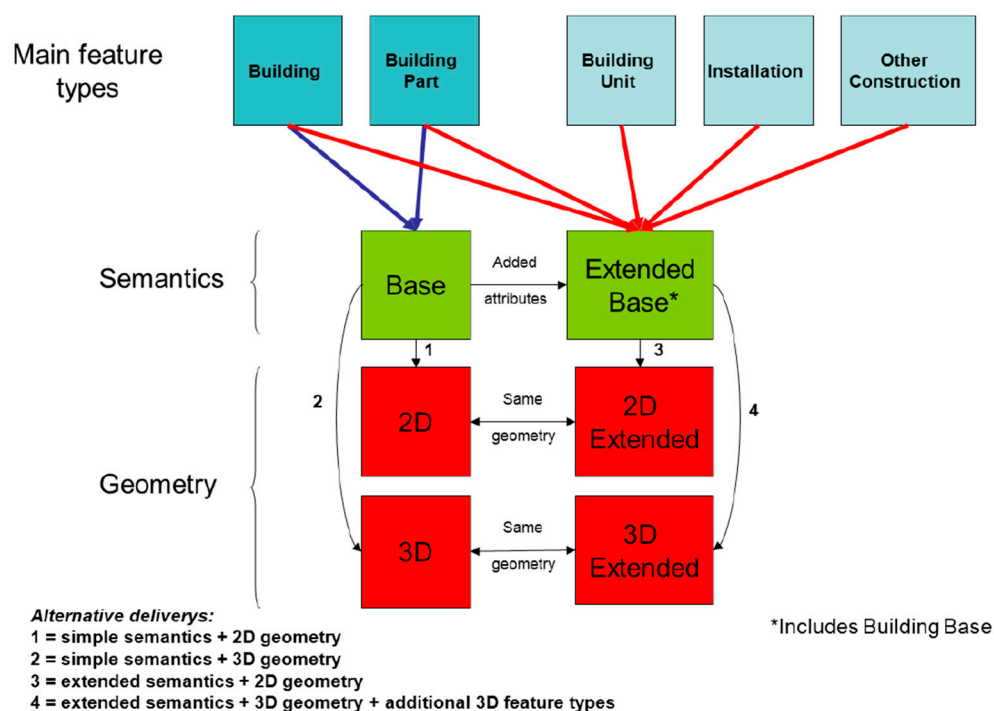 Main feature
types
Building
Building
Part
Building
Unit
Installation
Other
Construction
Semantics
Base
Added
attributes
Extended
Base*
1
3
2
4
Geometry
2D
Same
geometry
2D
Extended
3D
Same
geometry
3D
Extended
Alternative deliverys:
1 = simple semantics + 2D geometry
2 = simple semantics + 3D geometry
3 = extended semantics + 2D geometry
4 = extended semantics + 3D geometry + additional 3D feature types
*Includes Building Base